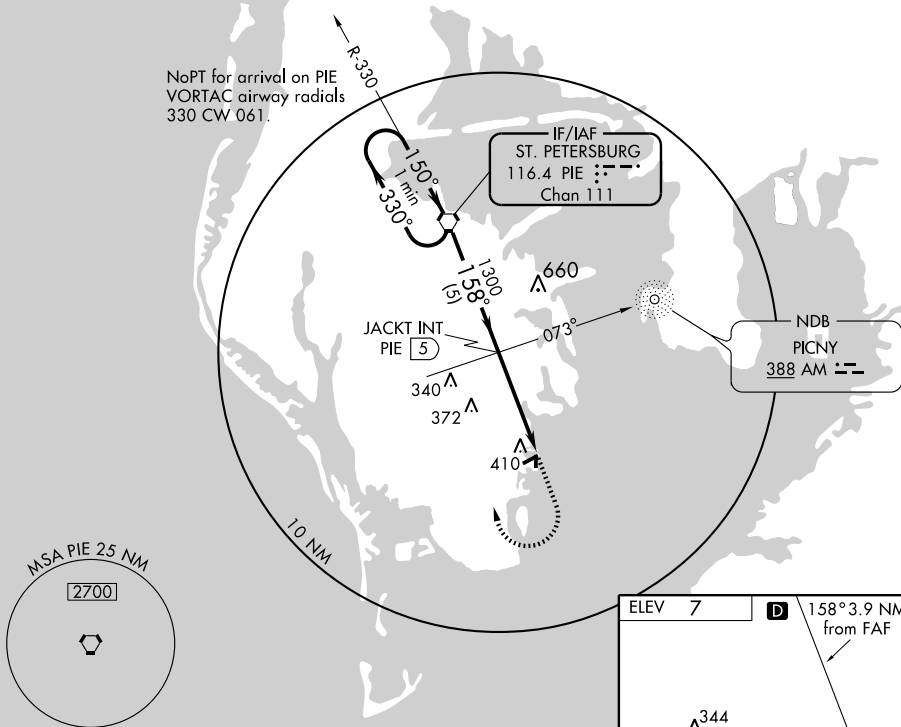 R-330
NoPT for arrival on PIE
VORTAC airway radials
330 CW 061.
IF/IAF
ST. PETERSBURG
116.4 PIE
Chan 111
150°
1 min
330°
1300
158°
(5)
660
073°
JACKT INT
PIE 5
NDB
PICNY
388 AM
340
372
410
10 NM
MSA PIE 25 NM
2700
ELEV 7
D
158° 3.9 NM
from FAF
344